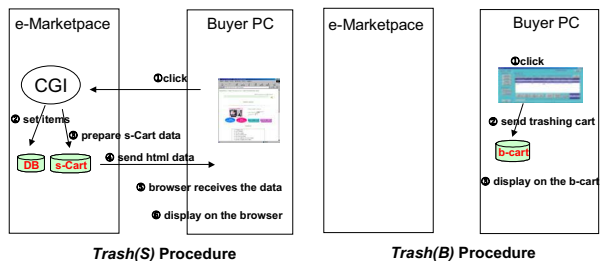 e-Marketpace
Buyer PC
CGI
①click
② set items
③ prepare s-Cart data
DB
s-Cart
④ send html data
⑤ browser receives the data
⑥ display on the browser
Trash(S) Procedure
e-Marketpace
Buyer PC
①click
② send trashing cart
b-cart
③ display on the b-cart
Trash(B) Procedure